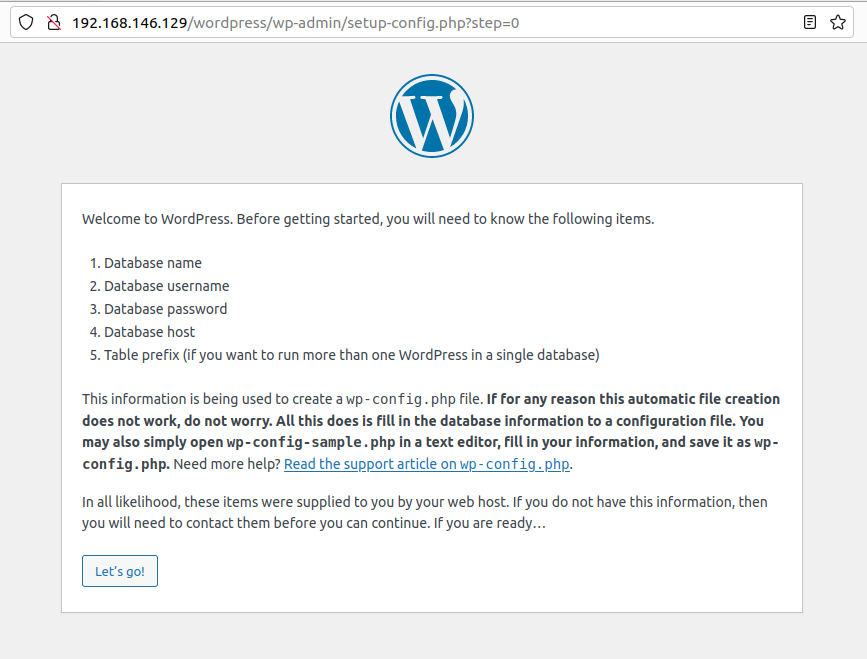 192.168.146.129/wordpress/wp-admin/setup-config.php?step=0
W
Welcome to WordPress. Before getting started, you will need to know the following items.
1. Database name
2. Database username
3. Database password
4. Database host
5. Table prefix (if you want to run more than one WordPress in a single database)
This information is being used to create a wp-config.php file. If for any reason this automatic file creation
does not work, do not worry. All this does is fill in the database information to a configuration file. You
may also simply open wp-config-sample.php in a text editor, fill in your information, and save it as wp-
config.php. Need more help? Read the support article on wp-config.php.
In all likelihood, these items were supplied to you by your web host. If you do not have this information, then
you will need to contact them before you can continue. If you are ready…
Let’s go!